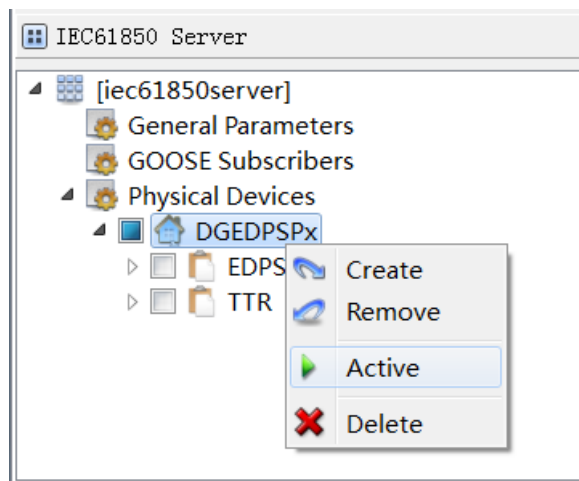 IEC61850 Server
[iec61850server]
General Parameters
GOOSE Subscribers
Physical Devices
DGEDPSPx
EDPS
TTR
Create
Remove
Active
Delete